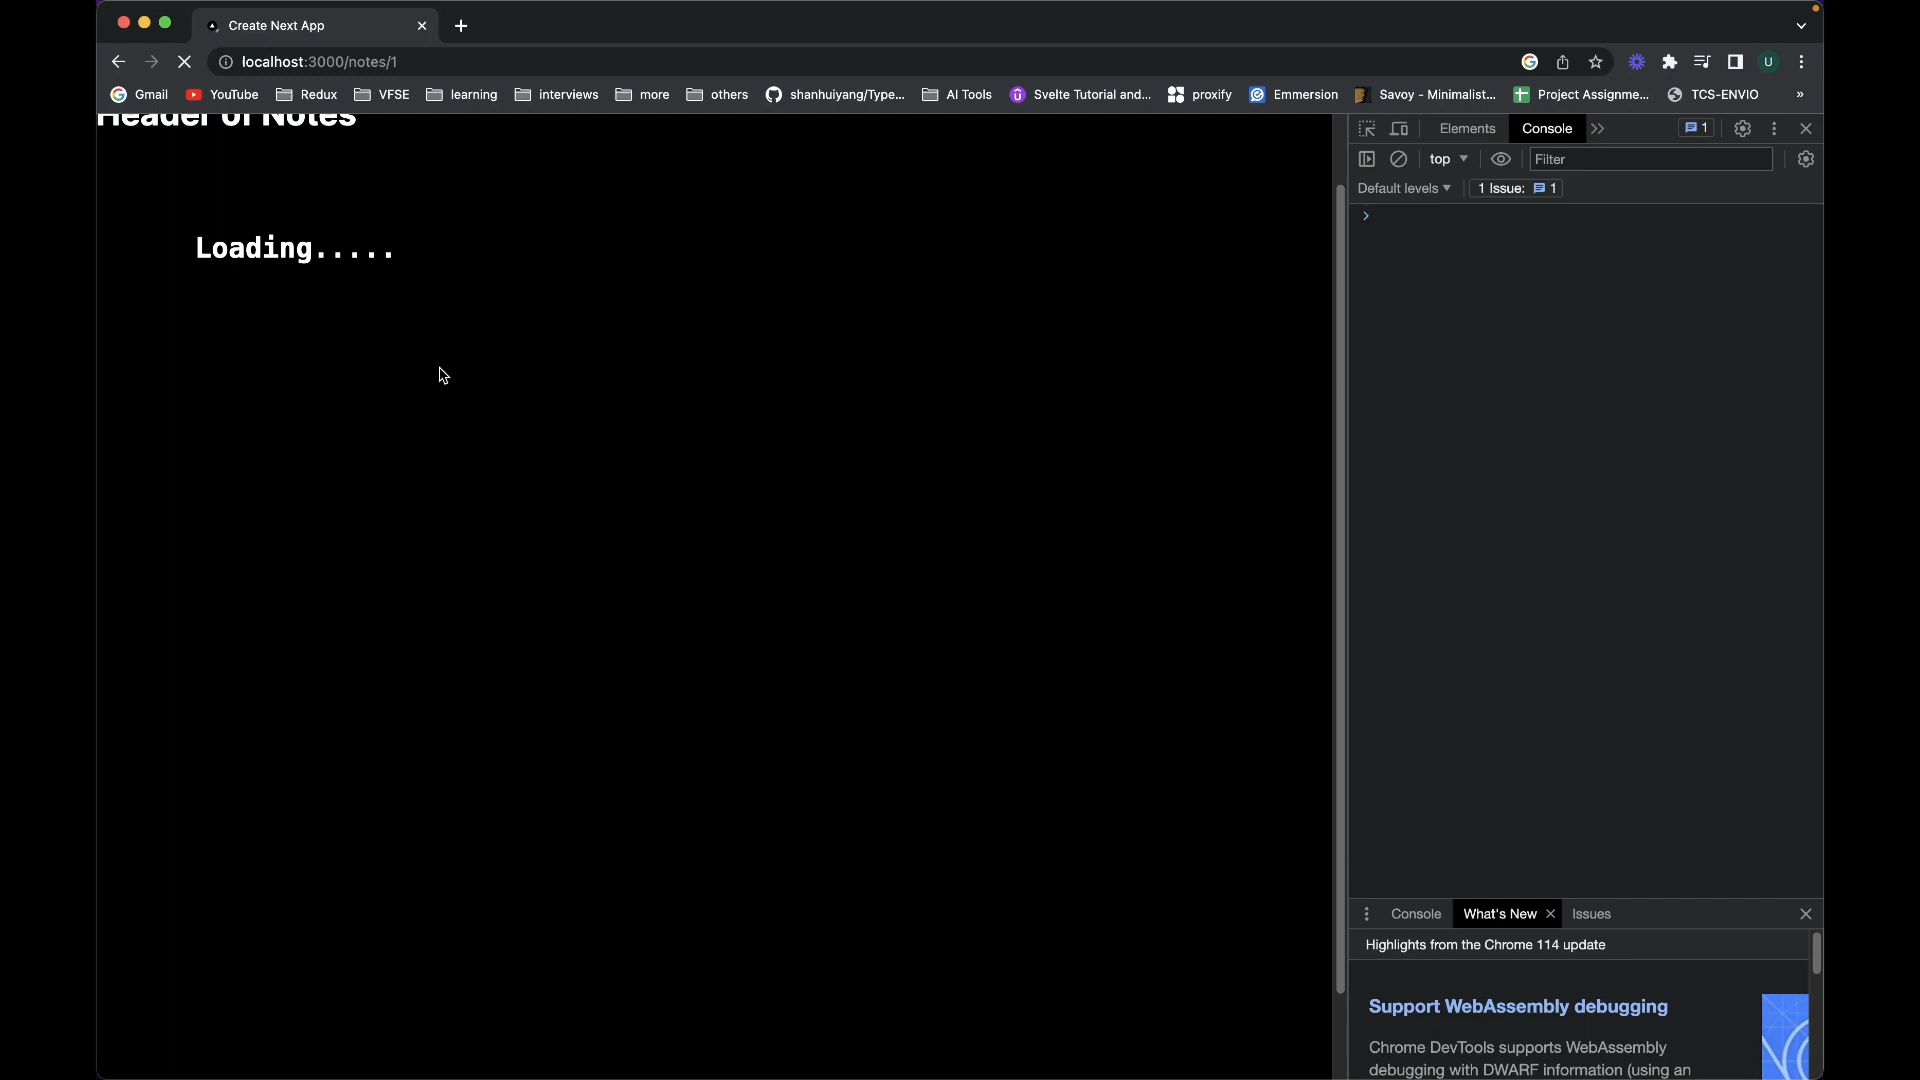 Create Next App
localhost:3000/notes/1
U
Gmail YouTube Redux VFSE learning interviews more others shanhuiyang/Type... AI Tools Svelte Tutorial and... proxify Emmersion Savoy - Minimalist... Project Assignme... TCS-ENVIO »
Header of Notes
Loading.....
Elements Console 1
top Filter
Default levels 1 Issue: 1
Console What's New Issues
Highlights from the Chrome 114 update
Support WebAssembly debugging
Chrome DevTools supports WebAssembly
debugging with DWARF information (using an